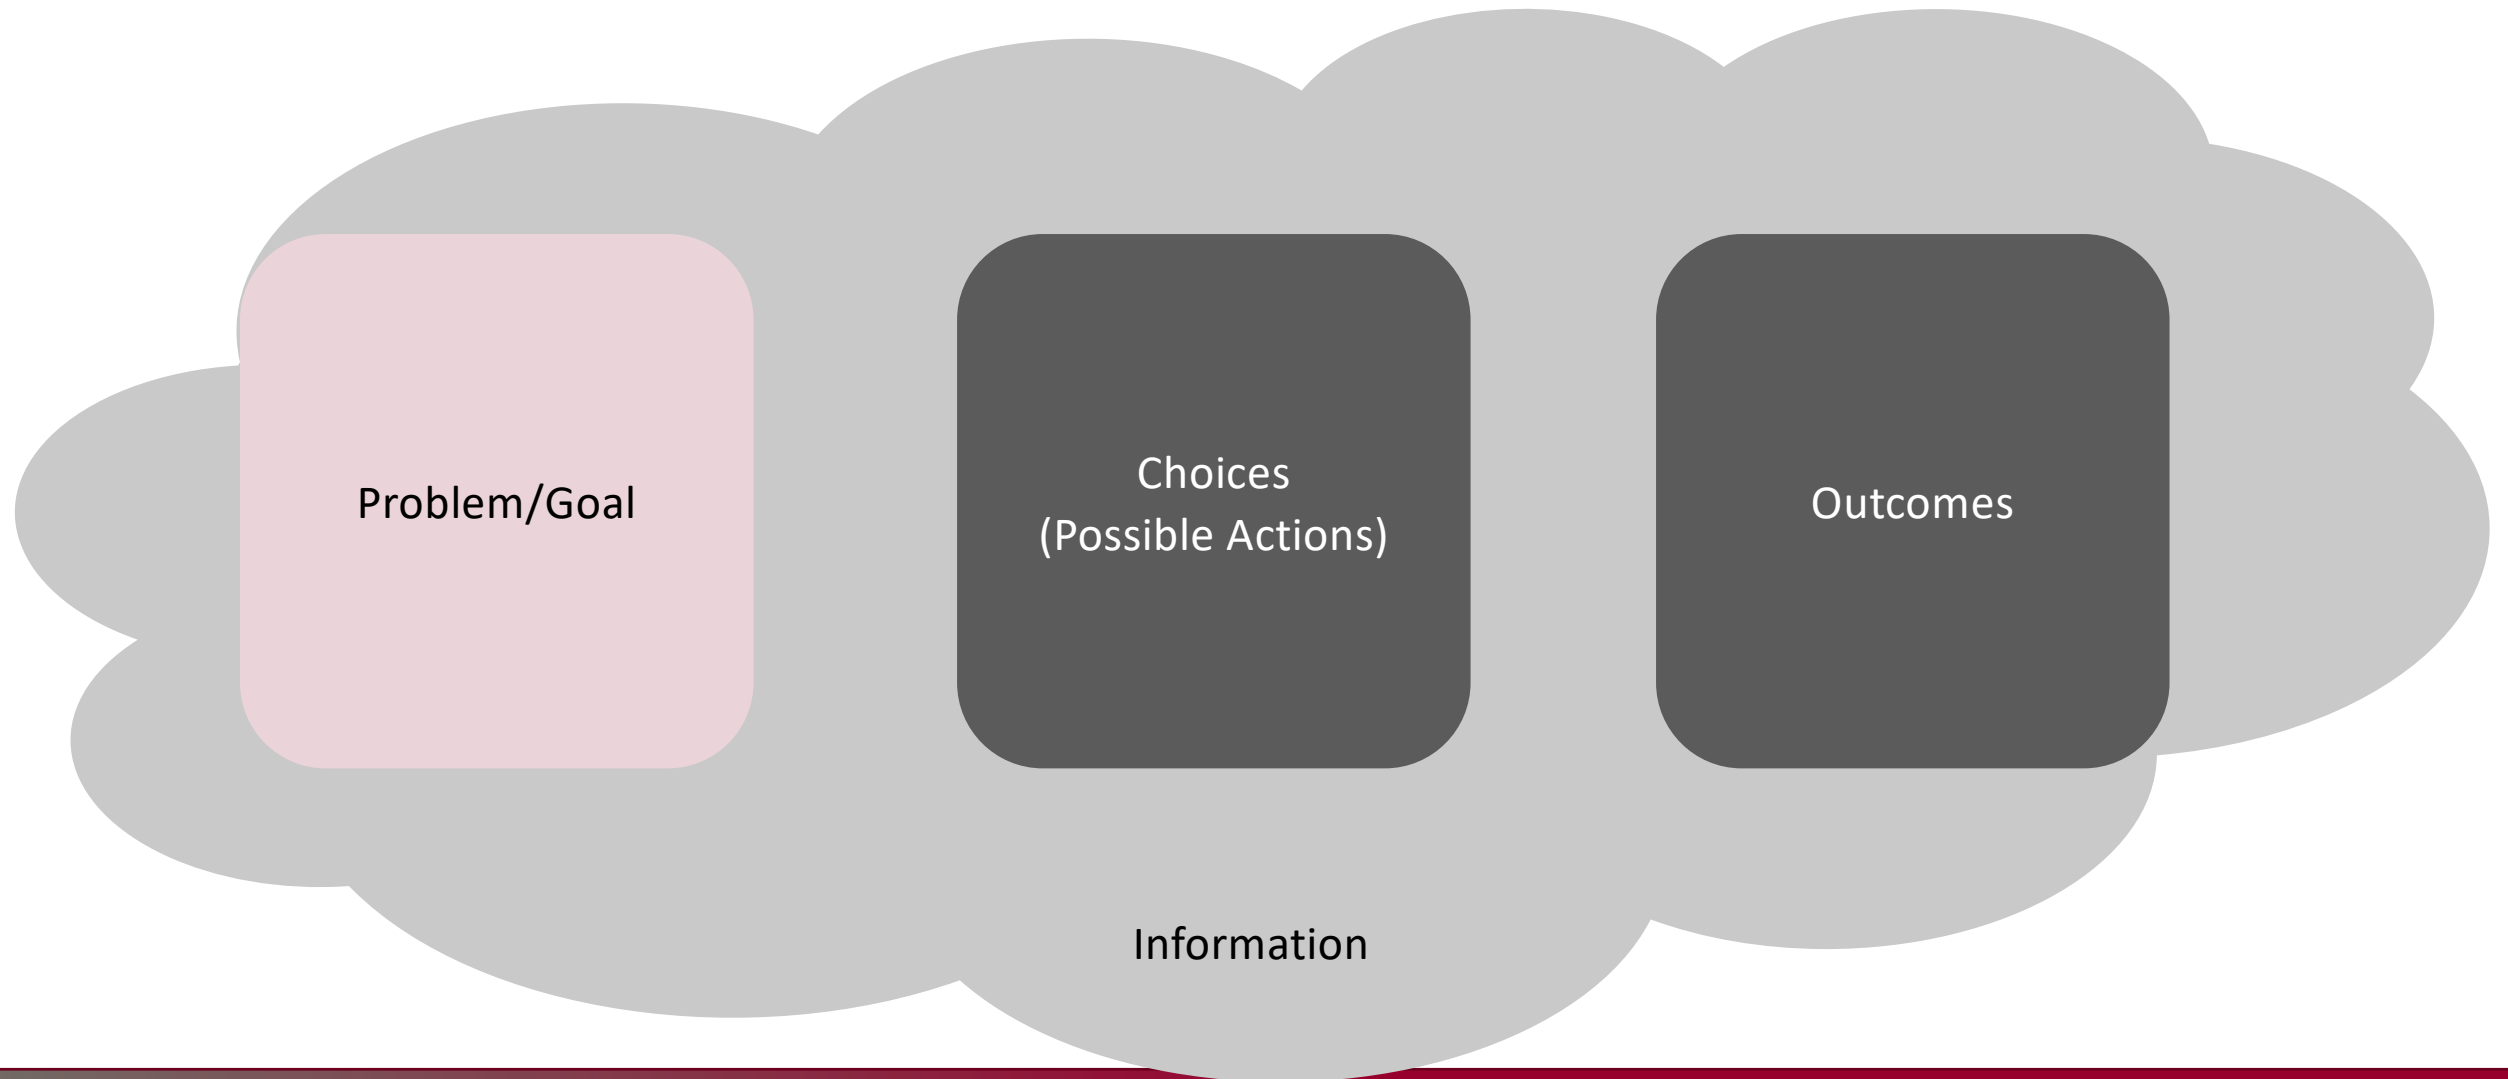 Problem/Goal
Choices
(Possible Actions)
Outcomes
Information